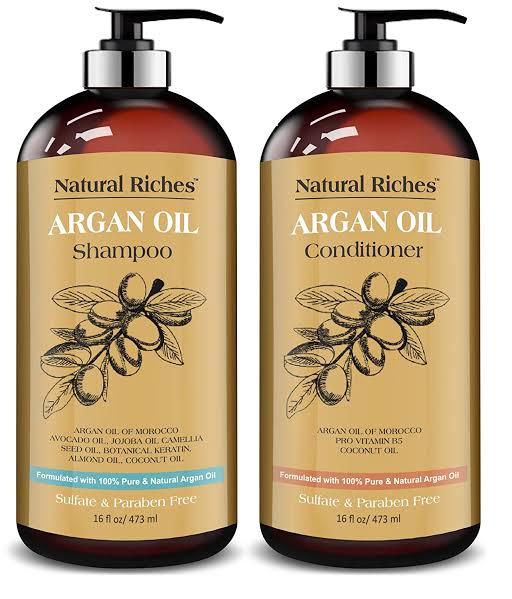 Natural Riches™
ARGAN OIL
Shampoo
ARGAN OIL OF MOROCCO
AVOCADO OIL, JOJOBA OIL CAMELLIA
SEED OIL, BOTANICAL KERATIN,
ALMOND OIL, COCONUT OIL
Formulated with 100% Pure & Natural Argan Oil
Sulfate & Paraben Free
16 fl oz/ 473 ml
Natural Riches™
ARGAN OIL
Conditioner
ARGAN OIL OF MOROCCO
PRO VITAMIN B5
COCONUT OIL
Formulated with 100% Pure & Natural Argan Oil
Sulfate & Paraben Free
16 fl oz/ 473 ml